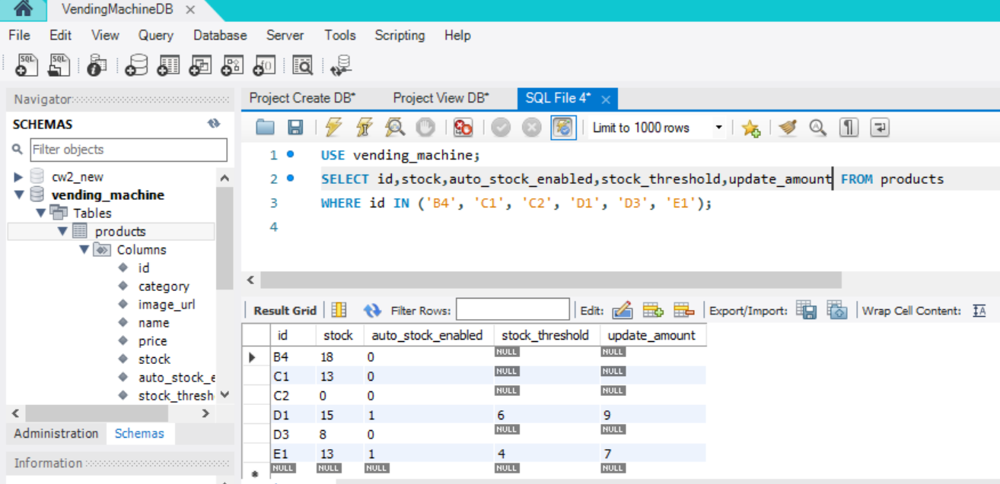 VendingMachineDB
File Edit View Query Database Server Tools Scripting Help
SQL SQL
Navigator
SCHEMAS
Filter objects
cw2_new
vending_machine
Tables
products
Columns
id
category
image_url
name
price
stock
auto_stock_e
stock_thresh
Administration Schemas
Information
Project Create DB* Project View DB* SQL File 4*
Limit to 1000 rows
1 USE vending_machine;
2 SELECT id,stock,auto_stock_enabled,stock_threshold,update_amount FROM products
3 WHERE id IN ('B4', 'C1', 'C2', 'D1', 'D3', 'E1');
4
Result Grid Filter Rows: Edit: Export/Import: Wrap Cell Content: IA
id stock auto_stock_enabled stock_threshold update_amount
B4 18 0 NULL NULL
C1 13 0 NULL NULL
C2 0 0 NULL NULL
D1 15 1 6 9
D3 8 0 NULL NULL
E1 13 1 4 7
NULL NULL NULL NULL NULL